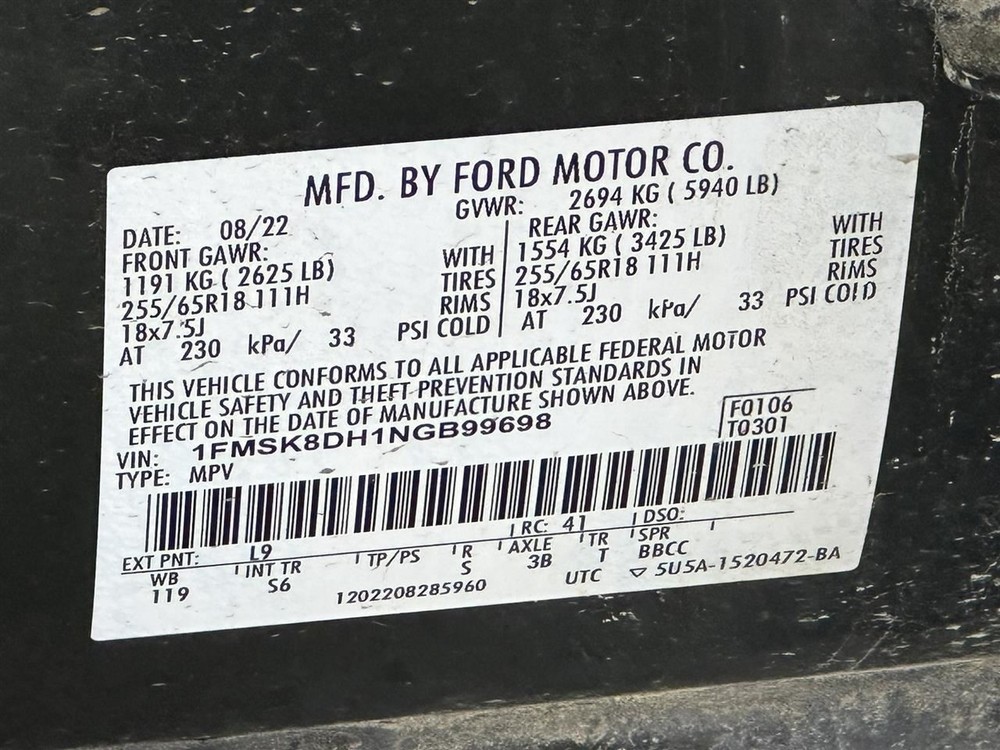 MFD. BY FORD MOTOR CO.
DATE: 08/22 GVWR: 2694 KG ( 5940 LB)
FRONT GAWR: REAR GAWR:
1191 KG ( 2625 LB) WITH 1554 KG ( 3425 LB) WITH
255/65R18 111H TIRES 255/65R18 111H TIRES
18x7.5J RIMS 18x7.5J RIMS
AT 230 kPa/ 33 PSI COLD AT 230 kPa/ 33 PSI COLD
THIS VEHICLE CONFORMS TO ALL APPLICABLE FEDERAL MOTOR
VEHICLE SAFETY AND THEFT PREVENTION STANDARDS IN
EFFECT ON THE DATE OF MANUFACTURE SHOWN ABOVE.
VIN: 1FMSK8DH1NGB99698 F0106
TYPE: MPV T0301
EXT PNT: L9 RC: 41 DSO:
WB INT TR TP/PS R AXLE TR SPR
119 S6 S 3B T BBCC
1202208285960 UTC ▽ 5U5A-1520472-BA